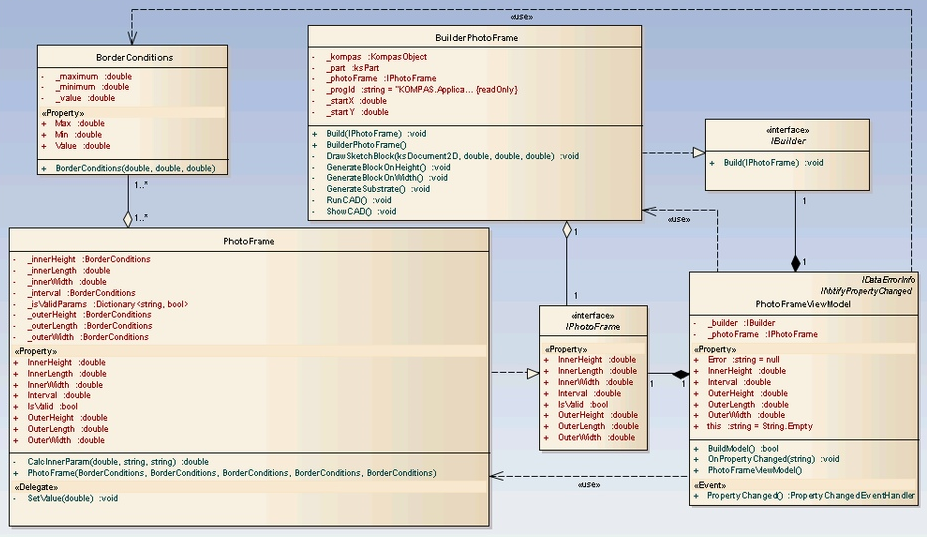 «use»
BorderConditions
- _maximum :double
- _minimum :double
- _value :double
«Property»
+ Max :double
+ Min :double
+ Value :double
+ BorderConditions(double, double, double)
1..*
1..*
BuilderPhotoFrame
- _kompas :KompasObject
- _part :ksPart
- _photoFrame :IPhotoFrame
- _progId :string = "KOMPAS.Applica... {readOnly}
- _startX :double
- _startY :double
+ Build(IPhotoFrame) :void
+ BuilderPhotoFrame()
- DrawSketchBlock(ksDocument2D, double, double, double) :void
- GenerateBlockOnHeight() :void
- GenerateBlockOnWidth() :void
- GenerateSubstrate() :void
- RunCAD() :void
- ShowCAD() :void
1
1
«interface»
IBuilder
+ Build(IPhotoFrame) :void
1
1
«use»
PhotoFrame
- _innerHeight :BorderConditions
- _innerLength :double
- _innerWidth :double
- _interval :BorderConditions
- _isValidParams :Dictionary<string, bool>
- _outerHeight :BorderConditions
- _outerLength :BorderConditions
- _outerWidth :BorderConditions
«Property»
+ InnerHeight :double
+ InnerLength :double
+ InnerWidth :double
+ Interval :double
+ IsValid :bool
+ OuterHeight :double
+ OuterLength :double
+ OuterWidth :double
- CalcInnerParam(double, string, string) :double
+ PhotoFrame(BorderConditions, BorderConditions, BorderConditions, BorderConditions, BorderConditions)
«Delegate»
- SetValue(double) :void
«interface»
IPhotoFrame
«Property»
+ InnerHeight :double
+ InnerLength :double
+ InnerWidth :double
+ Interval :double
+ IsValid :bool
+ OuterHeight :double
+ OuterLength :double
+ OuterWidth :double
1
1
IDataErrorInfo
INotifyPropertyChanged
PhotoFrameViewModel
- _builder :IBuilder
- _photoFrame :IPhotoFrame
«Property»
+ Error :string = null
+ InnerHeight :double
+ Interval :double
+ OuterHeight :double
+ OuterLength :double
+ OuterWidth :double
+ this :string = String.Empty
+ BuildModel() :bool
+ OnPropertyChanged(string) :void
+ PhotoFrameViewModel()
«Event»
+ PropertyChanged() :PropertyChangedEventHandler
«use»